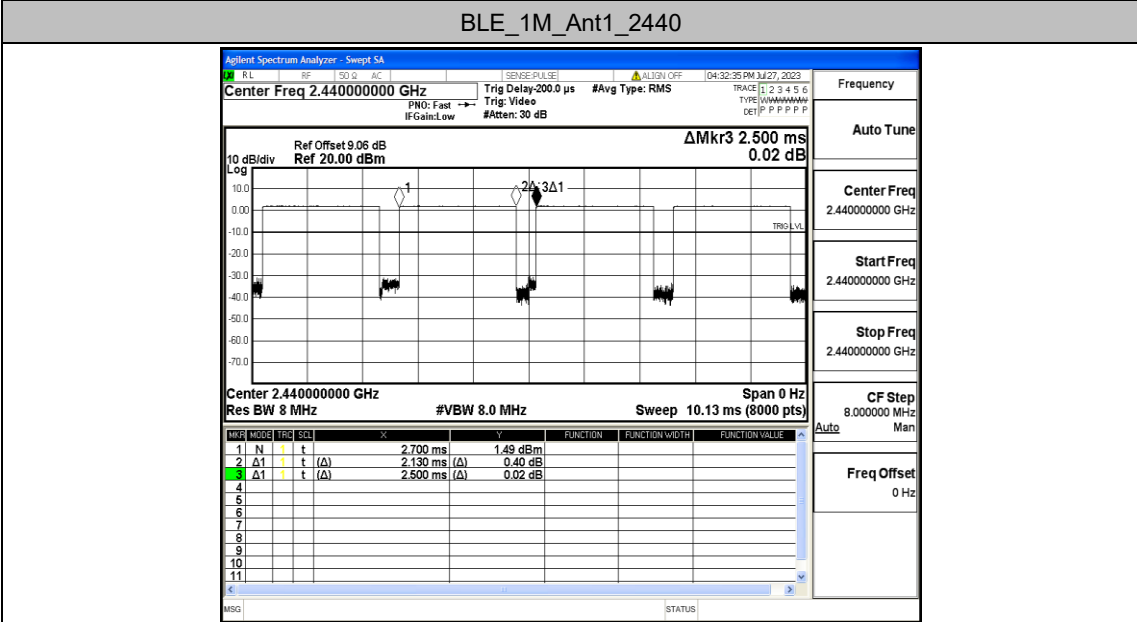 BLE_1M_Ant1_2440
Agilent Spectrum Analyzer - Swept SA
RL RF 50 Ω AC SENSE:PULSE ALIGN OFF 04:32:35 PM Jul 27, 2023
Center Freq 2.440000000 GHz
PNO: Fast
IFGain:Low
Trig Delay-200.0 µs
Trig: Video
#Atten: 30 dB
#Avg Type: RMS
TRACE 1 2 3 4 5 6
TYPE
DET P P P P P P
ΔMkr3 2.500 ms
0.02 dB
Ref Offset 9.06 dB
10 dB/div Ref 20.00 dBm
Log
1 2Δ 3Δ1
10.0
0.00
-10.0
TRIG LVL
-20.0
-30.0
-40.0
-50.0
-60.0
-70.0
Center 2.440000000 GHz Span 0 Hz
Res BW 8 MHz #VBW 8.0 MHz Sweep 10.13 ms (8000 pts)
MKR MODE TRC SCL X Y FUNCTION FUNCTION WIDTH FUNCTION VALUE
1 N 1 t 2.700 ms 1.49 dBm
2 Δ1 1 t (Δ) 2.130 ms (Δ) 0.40 dB
3 Δ1 1 t (Δ) 2.500 ms (Δ) 0.02 dB
4
5
6
7
8
9
10
11
MSG STATUS
Frequency
Auto Tune
Center Freq
2.440000000 GHz
Start Freq
2.440000000 GHz
Stop Freq
2.440000000 GHz
CF Step
8.000000 MHz
Auto Man
Freq Offset
0 Hz